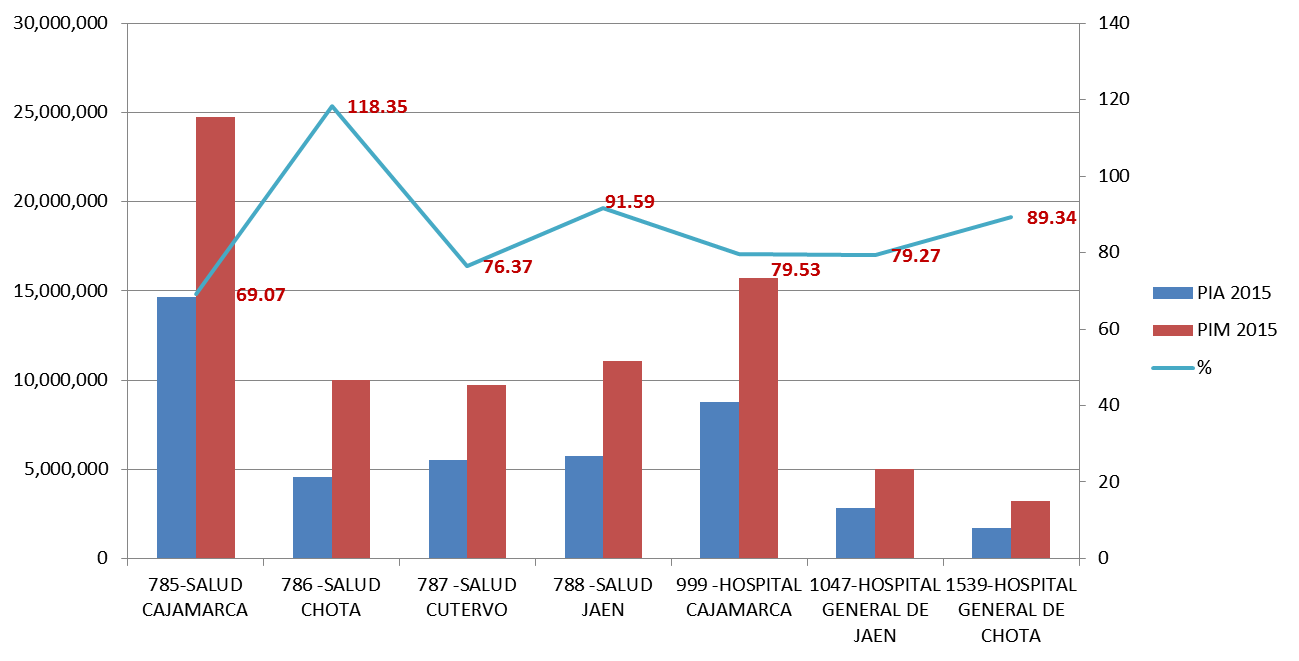 30,000,000
25,000,000
20,000,000
15,000,000
10,000,000
5,000,000
0
140
120
100
80
60
40
20
0
118.35
91.59
89.34
76.37
79.53
79.27
69.07
PIA 2015
PIM 2015
%
785-SALUD
CAJAMARCA
786 -SALUD
CHOTA
787 -SALUD
CUTERVO
788 -SALUD
JAEN
999 -HOSPITAL
CAJAMARCA
1047-HOSPITAL
GENERAL DE
JAEN
1539-HOSPITAL
GENERAL DE
CHOTA